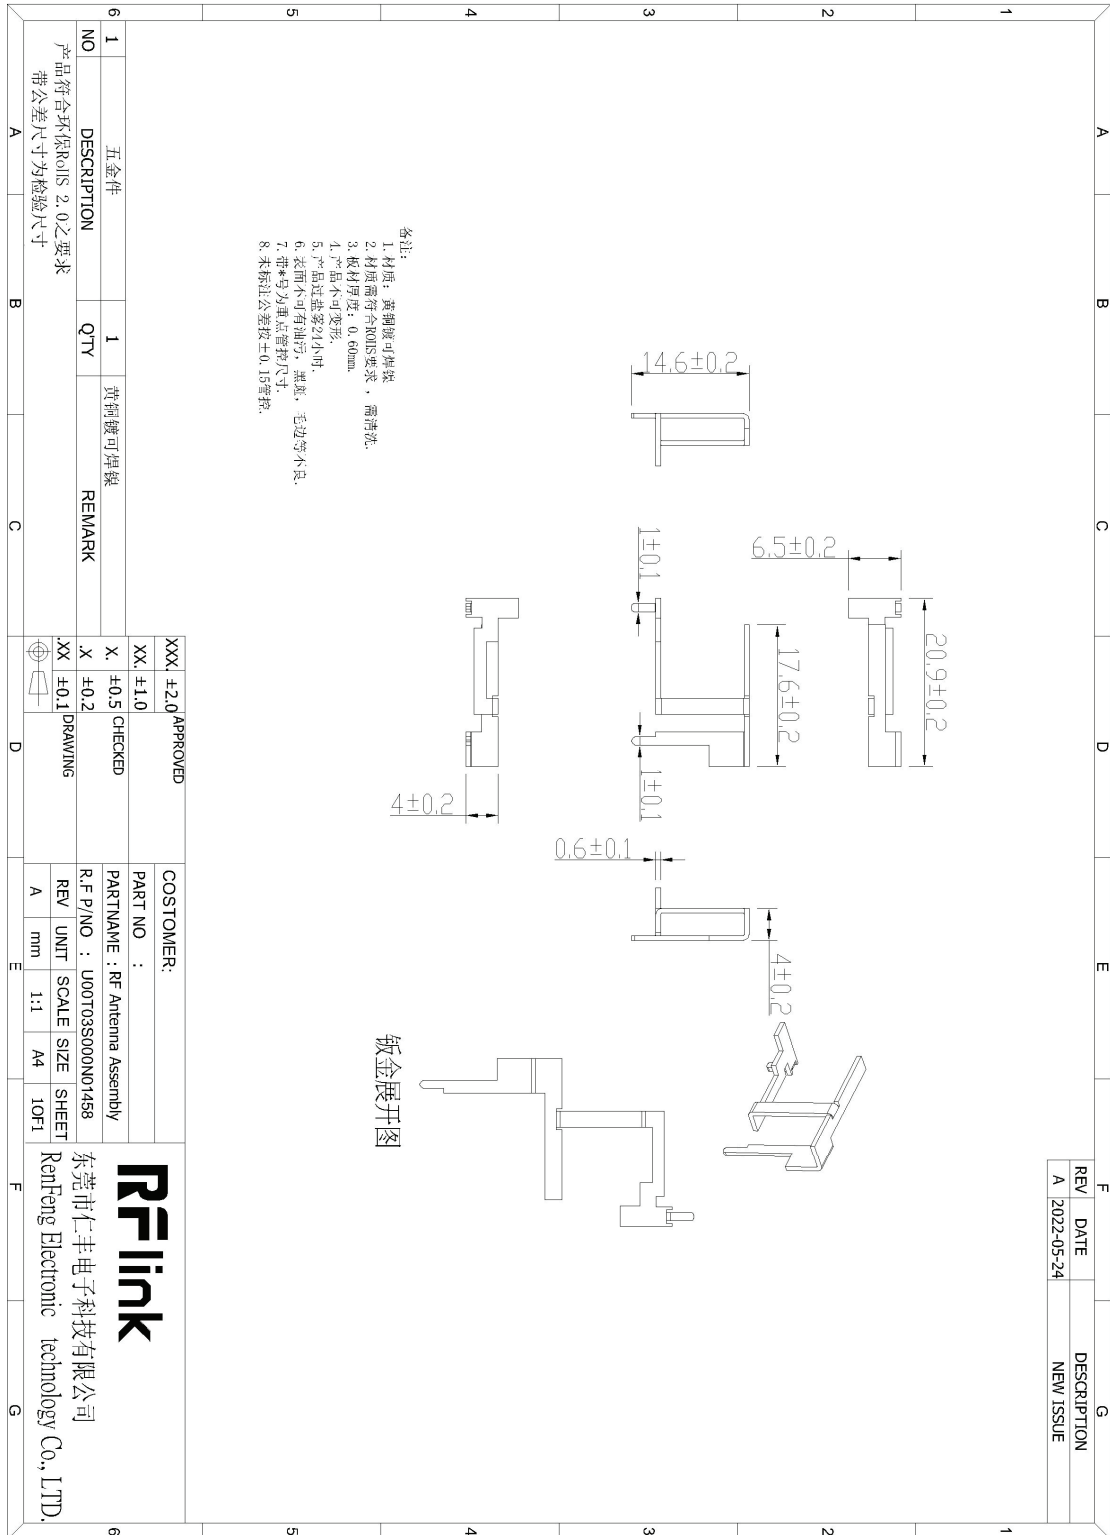 1
2
3
4
5
6
A
B
C
D
E
F
G
REV DATE DESCRIPTION
A 2022-05-24 NEW ISSUE
20.9±0.2
6.5±0.2
14.6±0.2
17.6±0.2
1±0.1
1±0.1
0.6±0.1
4±0.2
4±0.2
钣金展开图
备注:
1.材质：黄铜镀可焊镍
2.材质需符合ROHS要求，需清洗.
3.板材厚度：0.60mm.
4.产品不可变形.
5.产品过盐雾24小时.
6.表面不可有油污，黑斑，毛边等不良.
7.带*号为重点管控尺寸.
8.未标注公差按±0.15管控.
1 五金件 1 黄铜镀可焊镍
NO DESCRIPTION Q'TY REMARK
产品符合环保RoHS 2.0之要求
带公差尺寸为检验尺寸
XXX. ±2.0
XX. ±1.0
X. ±0.5
.X ±0.2
.XX ±0.1
APPROVED
CHECKED
DRAWING
COSTOMER:
PART NO :
PARTNAME : RF Antenna Assembly
R.F P/NO : U00T03S000N01458
REV UNIT SCALE SIZE SHEET
A mm 1:1 A4 1OF1
RFlink
东莞市仁丰电子科技有限公司
RenFeng Electronic technology Co., LTD.
A
B
C
D
E
F
G
1
2
3
4
5
6